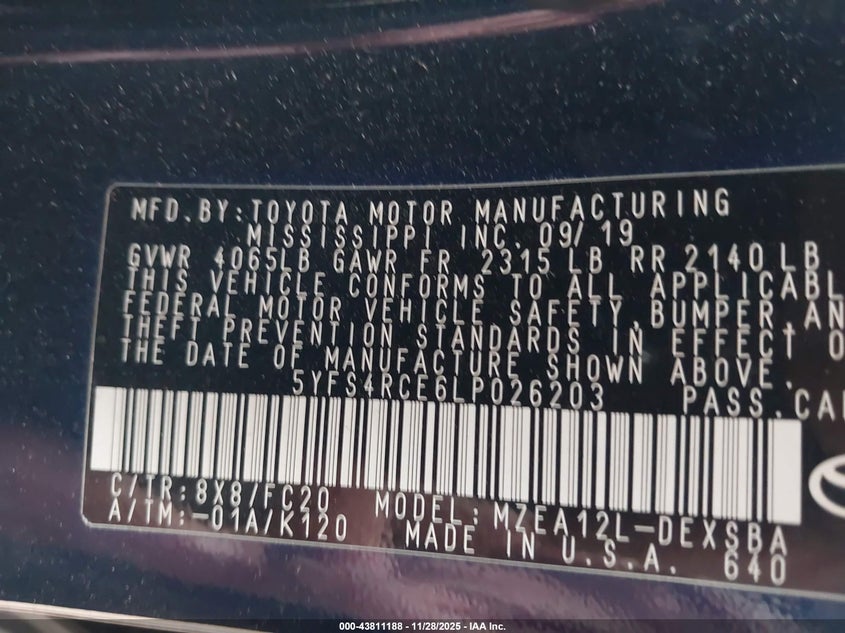 MFD.BY:TOYOTA MOTOR MANUFACTURING
MISSISSIPPI INC. 09/19
GVWR 4065LB GAWR FR 2315 LB RR 2140 LB
THIS VEHICLE CONFORMS TO ALL APPLICABL
FEDERAL MOTOR VEHICLE SAFETY, BUMPER AN
THEFT PREVENTION STANDARDS IN EFFECT O
THE DATE OF MANUFACTURE SHOWN ABOVE.
5YFS4RCE6LP026203 PASS.CA
C/TR:8X8/FC20 MODEL:MZEA12L-DEXSBA
A/TM:-01A/K120 MADE IN U.S.A. 640
000-43811188 | 11/28/2025 - IAA Inc.